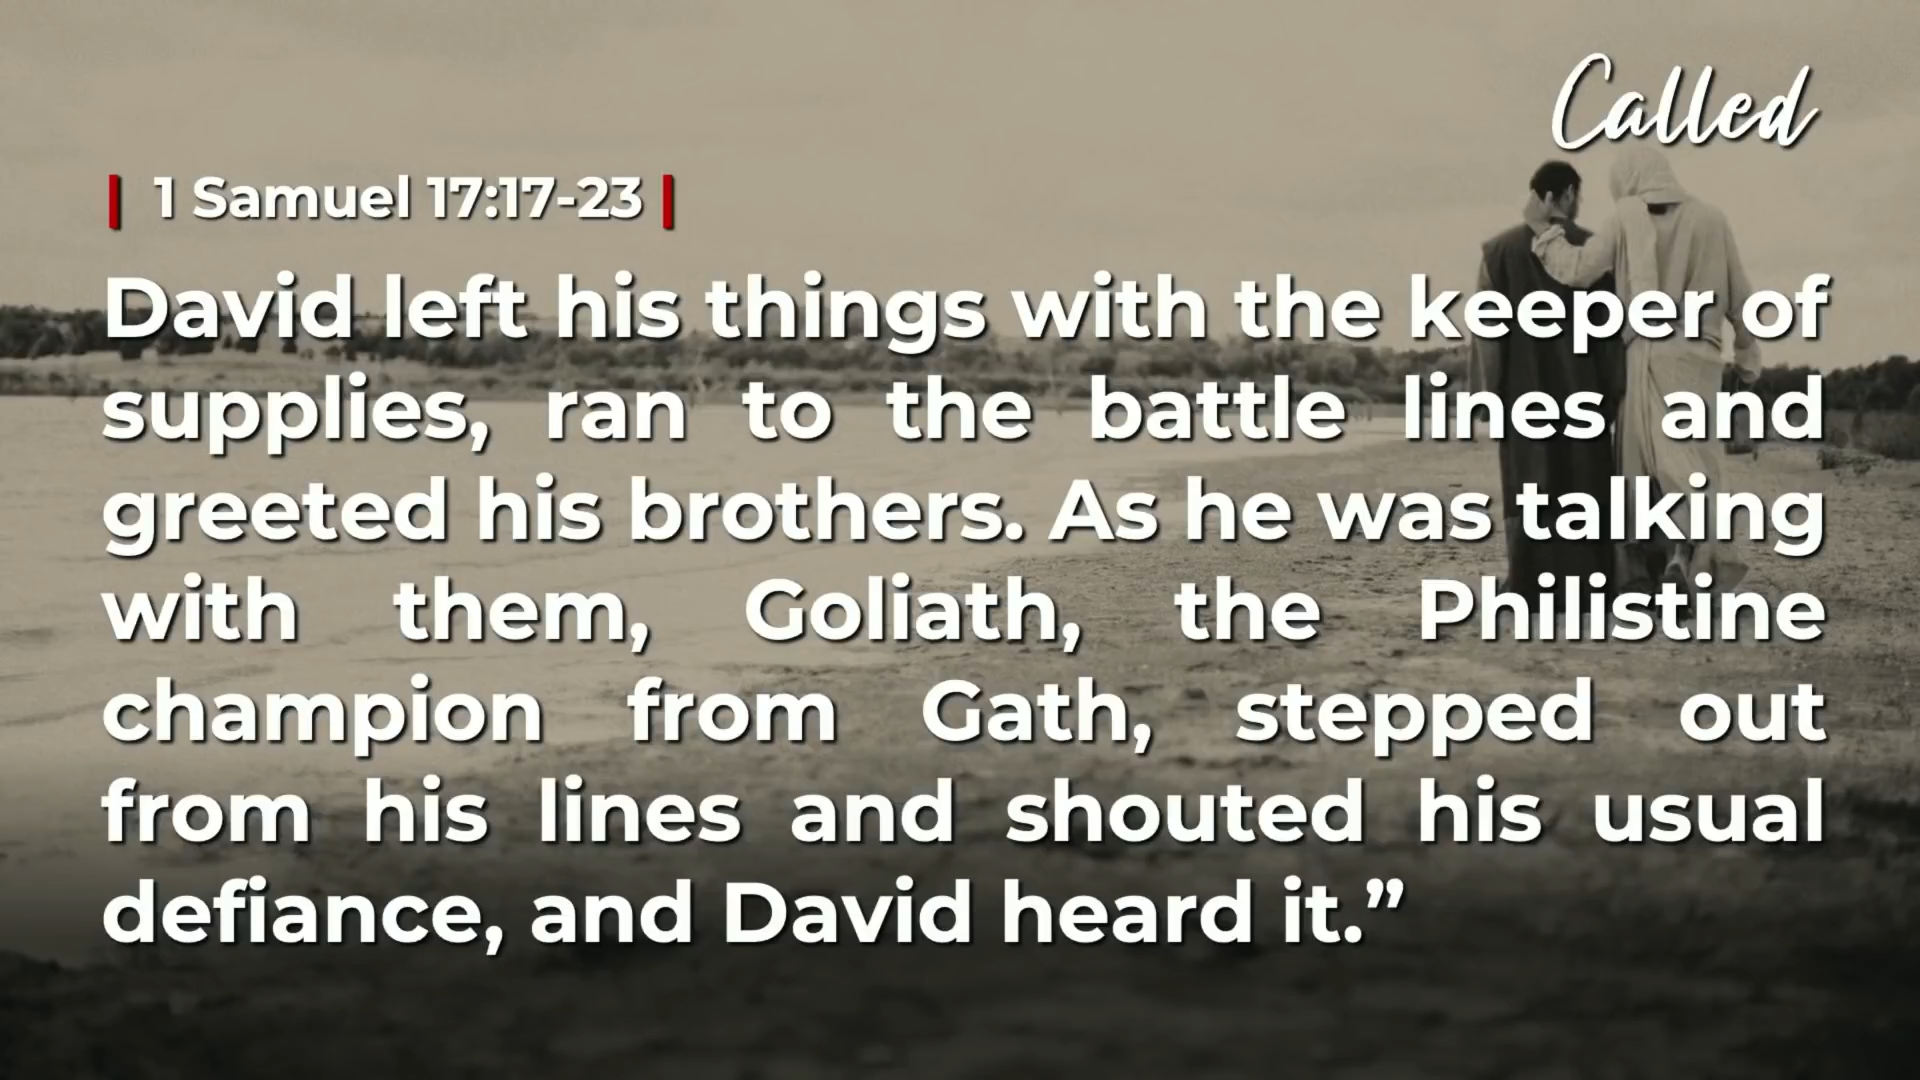 Called
1 Samuel 17:17-23
David left his things with the keeper of
supplies, ran to the battle lines and
greeted his brothers. As he was talking
with them, Goliath, the Philistine
champion from Gath, stepped out
from his lines and shouted his usual
defiance, and David heard it.”